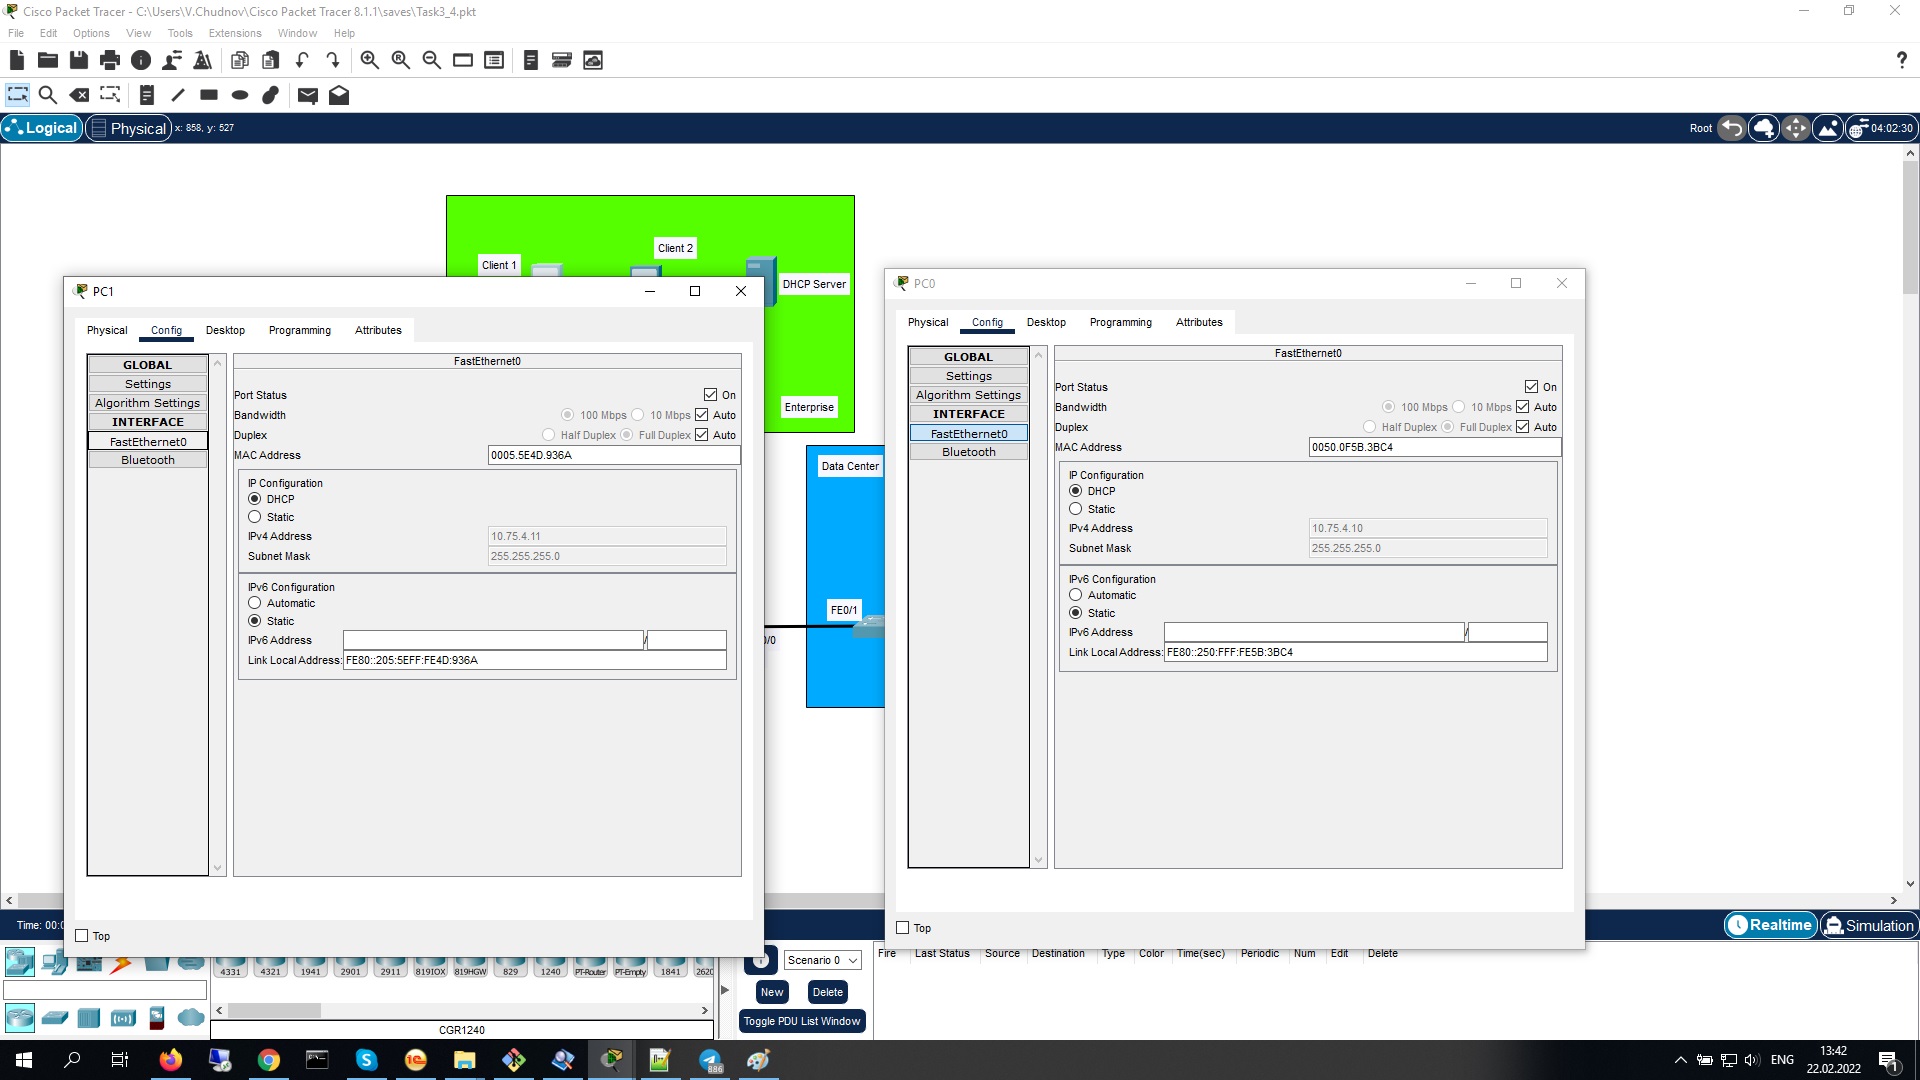 Cisco Packet Tracer - C:\Users\V.Chudnov\Cisco Packet Tracer 8.1.1\saves\Task3_4.pkt
File Edit Options View Tools Extensions Window Help
Logical Physical x: 858, y: 527
Root 04:02:30
Client 1
Client 2
DHCP Server
Enterprise
Data Center
FE0/1
0/0
PC1
Physical Config Desktop Programming Attributes
GLOBAL
Settings
Algorithm Settings
INTERFACE
FastEthernet0
Bluetooth
FastEthernet0
Port Status On
Bandwidth 100 Mbps 10 Mbps Auto
Duplex Half Duplex Full Duplex Auto
MAC Address 0005.5E4D.936A
IP Configuration
DHCP
Static
IPv4 Address 10.75.4.11
Subnet Mask 255.255.255.0
IPv6 Configuration
Automatic
Static
IPv6 Address /
Link Local Address: FE80::205:5EFF:FE4D:936A
Top
PC0
Physical Config Desktop Programming Attributes
GLOBAL
Settings
Algorithm Settings
INTERFACE
FastEthernet0
Bluetooth
FastEthernet0
Port Status On
Bandwidth 100 Mbps 10 Mbps Auto
Duplex Half Duplex Full Duplex Auto
MAC Address 0050.0F5B.3BC4
IP Configuration
DHCP
Static
IPv4 Address 10.75.4.10
Subnet Mask 255.255.255.0
IPv6 Configuration
Automatic
Static
IPv6 Address /
Link Local Address: FE80::250:FFF:FE5B:3BC4
Top
Time: 00:0
Realtime Simulation
4331 4321 1941 2901 2911 819IOX 819HGW 829 1240 PT-Router PT-Empty 1841 2620
CGR1240
Scenario 0
New Delete
Toggle PDU List Window
Fire Last Status Source Destination Type Color Time(sec) Periodic Num Edit Delete
886
ENG
13:42
22.02.2022
1